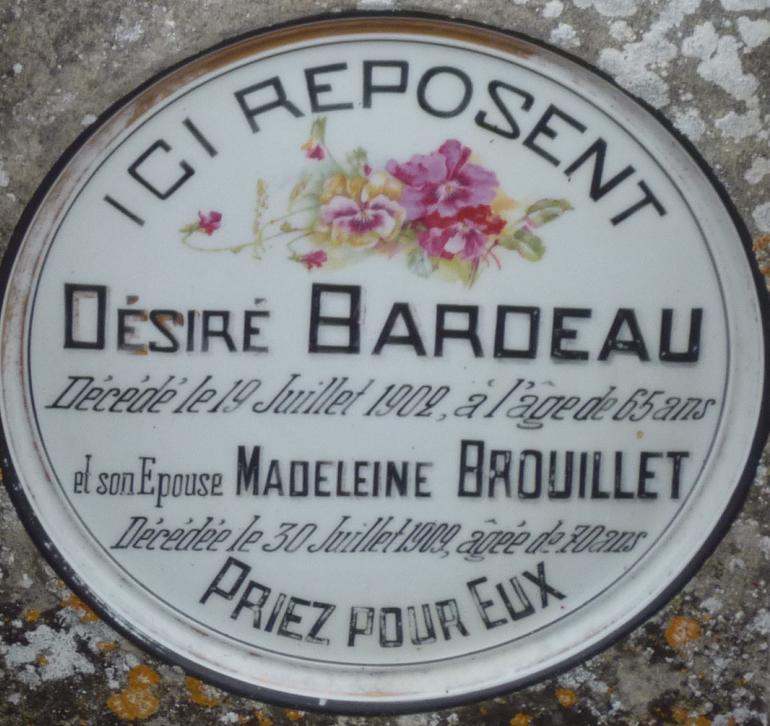 ICI REPOSENT
DÉSIRÉ BARDEAU
Décédé le 19 Juillet 1902, à l'âge de 65 ans
et son Epouse MADELEINE BROUILLET
Décédée le 30 Juillet 1909, âgée de 70 ans
PRIEZ POUR EUX